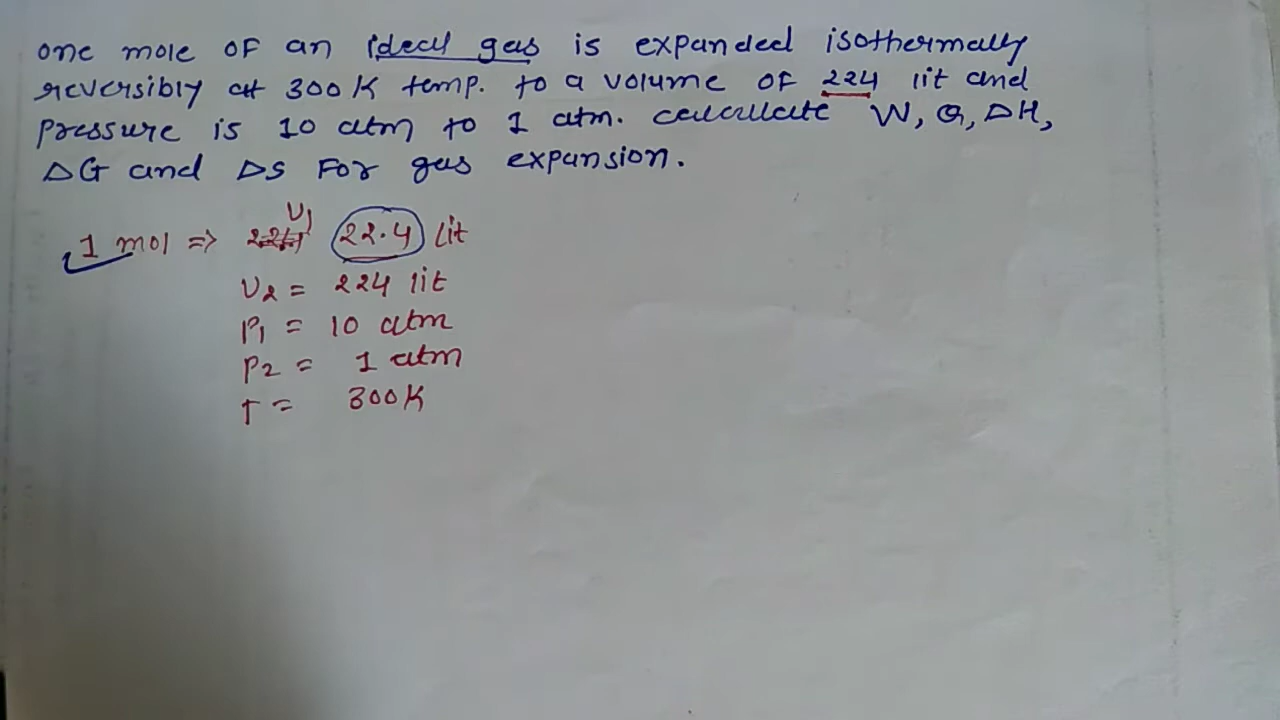 one mole of an ideal gas is expanded isothermally
reversibly at 300K temp. to a volume of 224 lit and
pressure is 10 atm to 1 atm. calculate W, Q, ΔH,
ΔG and ΔS for gas expansion.
1 mol => V1 22.4 lit
V2 = 224 lit
P1 = 10 atm
P2 = 1 atm
T = 300K